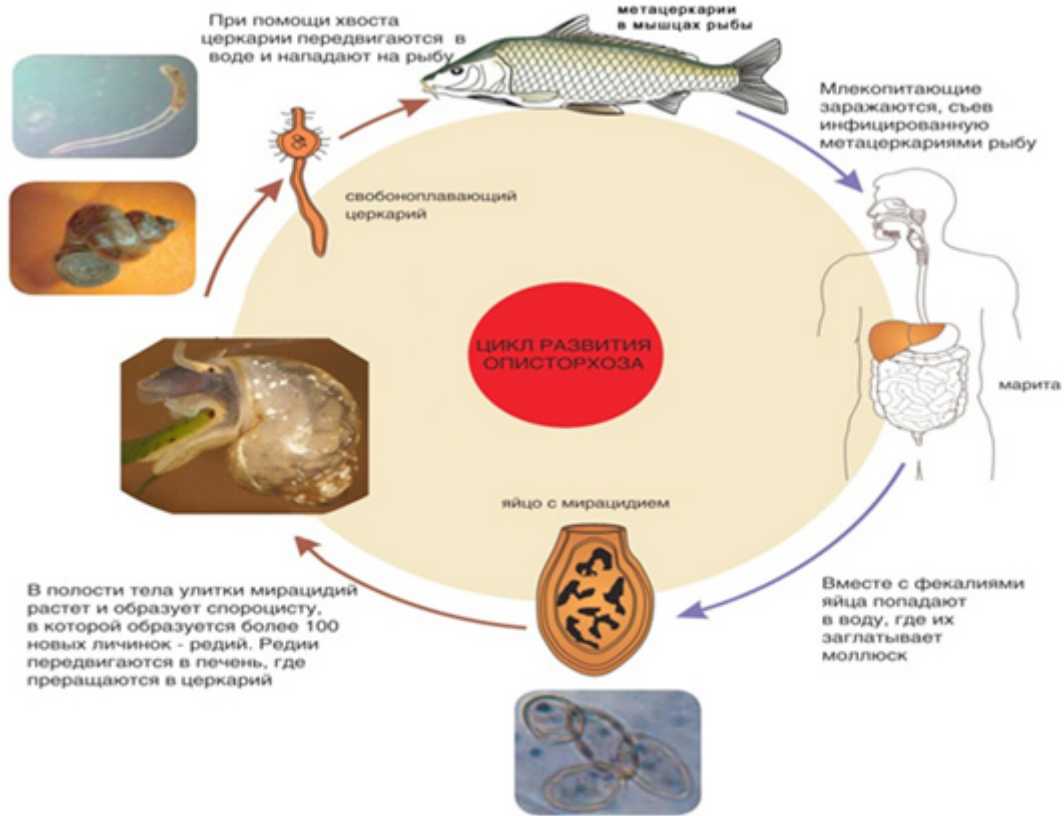 При помощи хвоста
церкарии передвигаются в
воде и нападают на рыбу
метацеркарии
в мышцах рыбы
Млекопитающие
заражаются, съев
инфицированную
метацеркариями рыбу
свобоноплавающий
церкарий
ЦИКЛ РАЗВИТИЯ
ОПИСТОРХОЗА
марита
яйцо с мирацидием
В полости тела улитки мирацидий
растет и образует спороцисту,
в которой образуется более 100
новых личинок - редий. Редии
передвигаются в печень, где
преращаются в церкарий
Вместе с фекалиями
яйца попадают
в воду, где их
заглатывает
моллюск